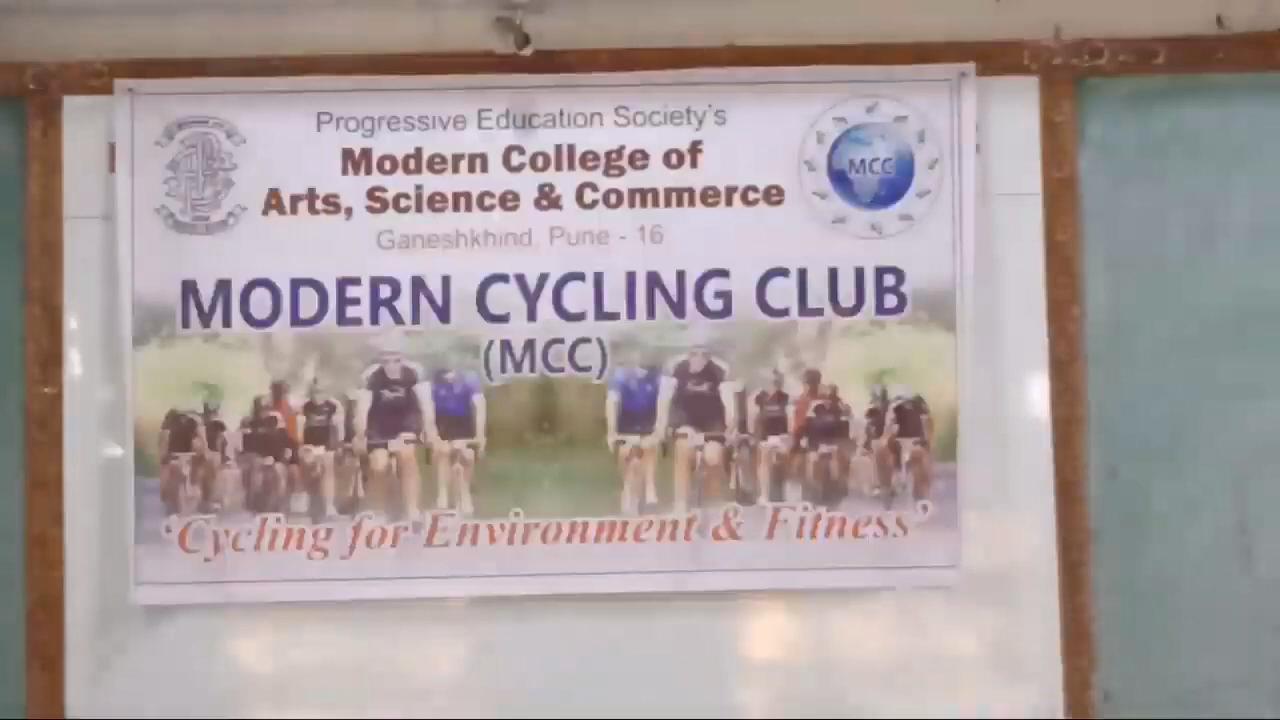 Progressive Education Society's
Modern College of
Arts, Science & Commerce
Ganeshkhind, Pune - 16
MCC
MODERN CYCLING CLUB
(MCC)
'Cycling for Environment & Fitness'